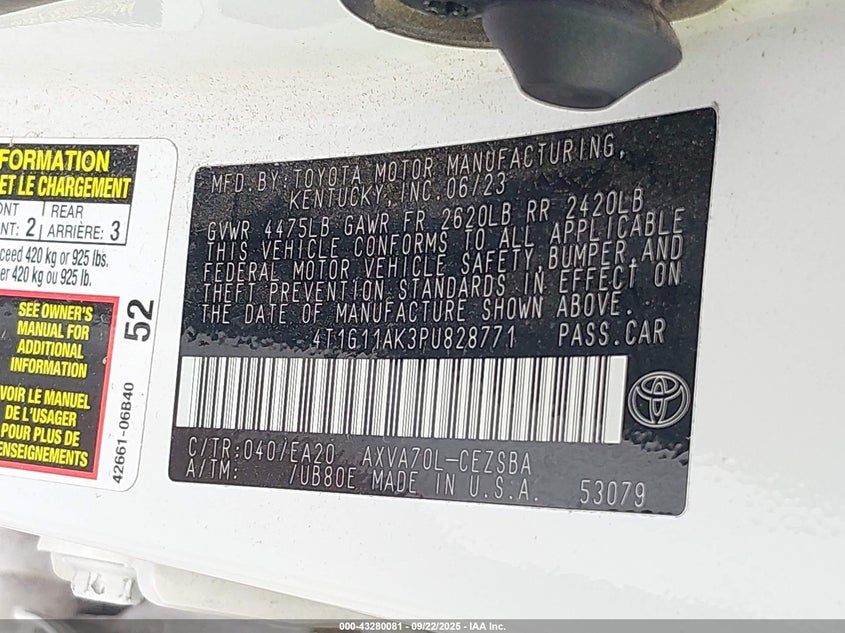 FORMATION
ET LE CHARGEMENT
ONT 2 REAR
NT: 2 ARRIÈRE: 3
ceed 420 kg or 925 lbs.
er 420 kg ou 925 lb.
SEE OWNER'S
MANUAL FOR
ADDITIONAL
INFORMATION
VOIR LE MANUEL
DE L'USAGER
POUR PLUS DE
ENSEIGNEMENTS
52
42661-06B40
MFD.BY:TOYOTA MOTOR MANUFACTURING,
KENTUCKY,INC.06/23
GVWR 4475LB GAWR FR 2620LB RR 2420LB
THIS VEHICLE CONFORMS TO ALL APPLICABLE
FEDERAL MOTOR VEHICLE SAFETY,BUMPER,AND
THEFT PREVENTION STANDARDS IN EFFECT ON
THE DATE OF MANUFACTURE SHOWN ABOVE.
4T1G11AK3PU828771 PASS.CAR
C/TR:040/EA20 AXVA70L-CEZSBA
A/TM: 7UB80E MADE IN U.S.A. 53079
000-43280081 - 09/22/2025 - IAA Inc.